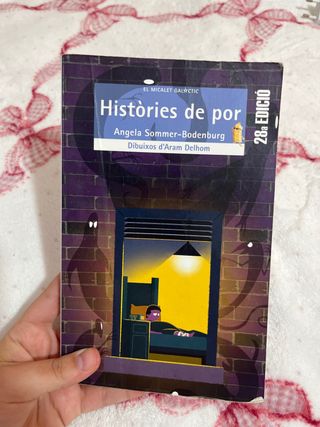 EL MICALET GALÀCTIC
Històries de por
Angela Sommer-Bodenburg
Dibuixos d'Aram Delhom
28a EDICIÓ